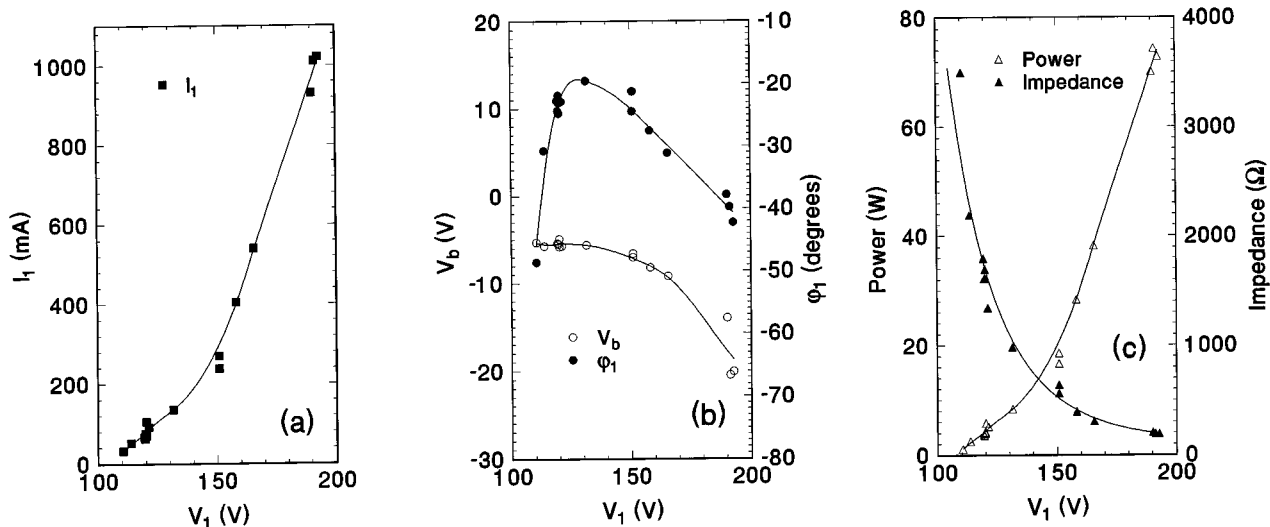 1000
800
600
400
200
0
100
150
200
I₁ (mA)
V₁ (V)
I₁
(a)
20
10
0
-10
-20
-30
V_b (V)
-10
-20
-30
-40
-50
-60
-70
-80
φ₁ (degrees)
100
150
200
V₁ (V)
V_b
φ₁
(b)
80
60
40
20
0
Power (W)
4000
3000
2000
1000
0
Impedance (Ω)
100
150
200
V₁ (V)
Power
Impedance
(c)